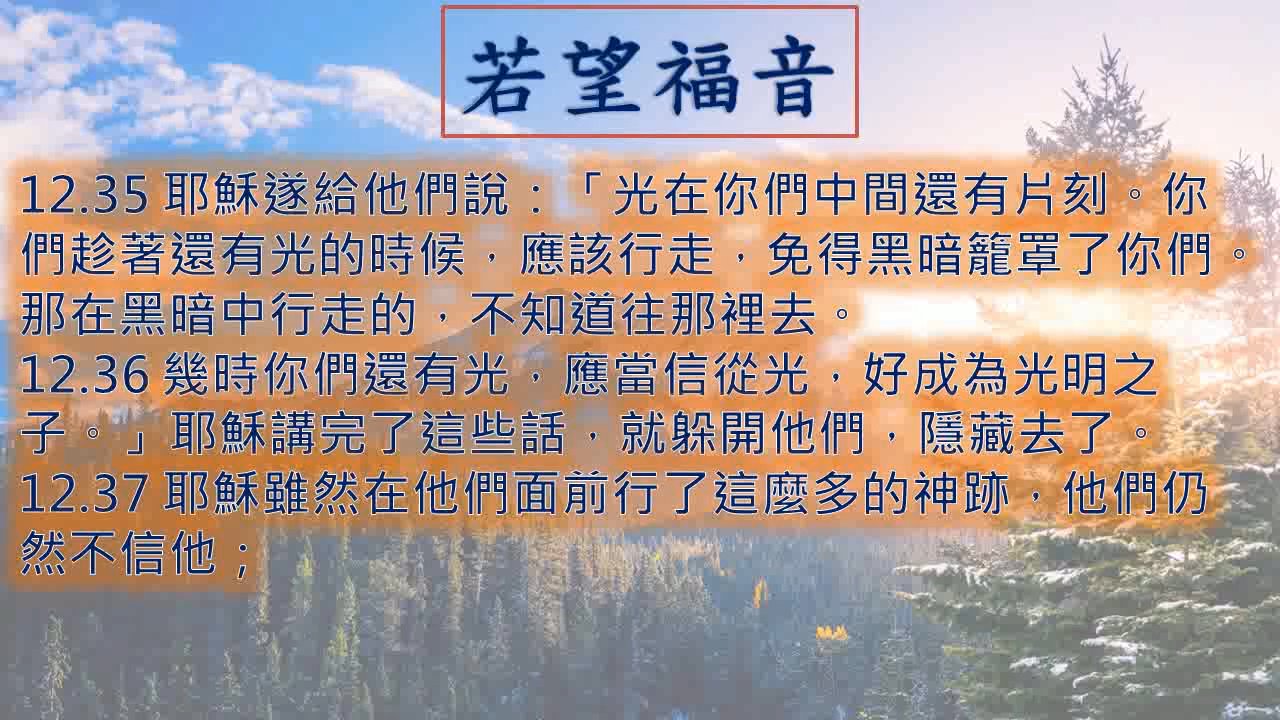 若望福音
12.35 耶穌遂給他們說：「光在你們中間還有片刻。你
們趁著還有光的時候，應該行走，免得黑暗籠罩了你們。
那在黑暗中行走的，不知道往那裡去。
12.36 幾時你們還有光，應當信從光，好成為光明之
子。」耶穌講完了這些話，就躲開他們，隱藏去了。
12.37 耶穌雖然在他們面前行了這麼多的神跡，他們仍
然不信他；